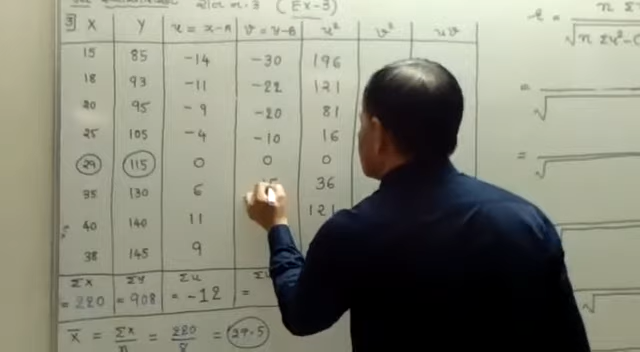 (Ex-3)
3 X Y u = x-A v = y-B u² v² uv
15 85 -14 -30 196
18 93 -11 -22 121
20 95 -9 -20 81
25 105 -4 -10 16
29 115 0 0 0
35 130 6 15 36
40 140 11 121
38 145 9
ΣX ΣY Σu Σ
= 220 = 908 = -12 =
x̄ = Σx/n = 220/8 = 27.5
n Σ
√n Σu²-(
= √
= √
√